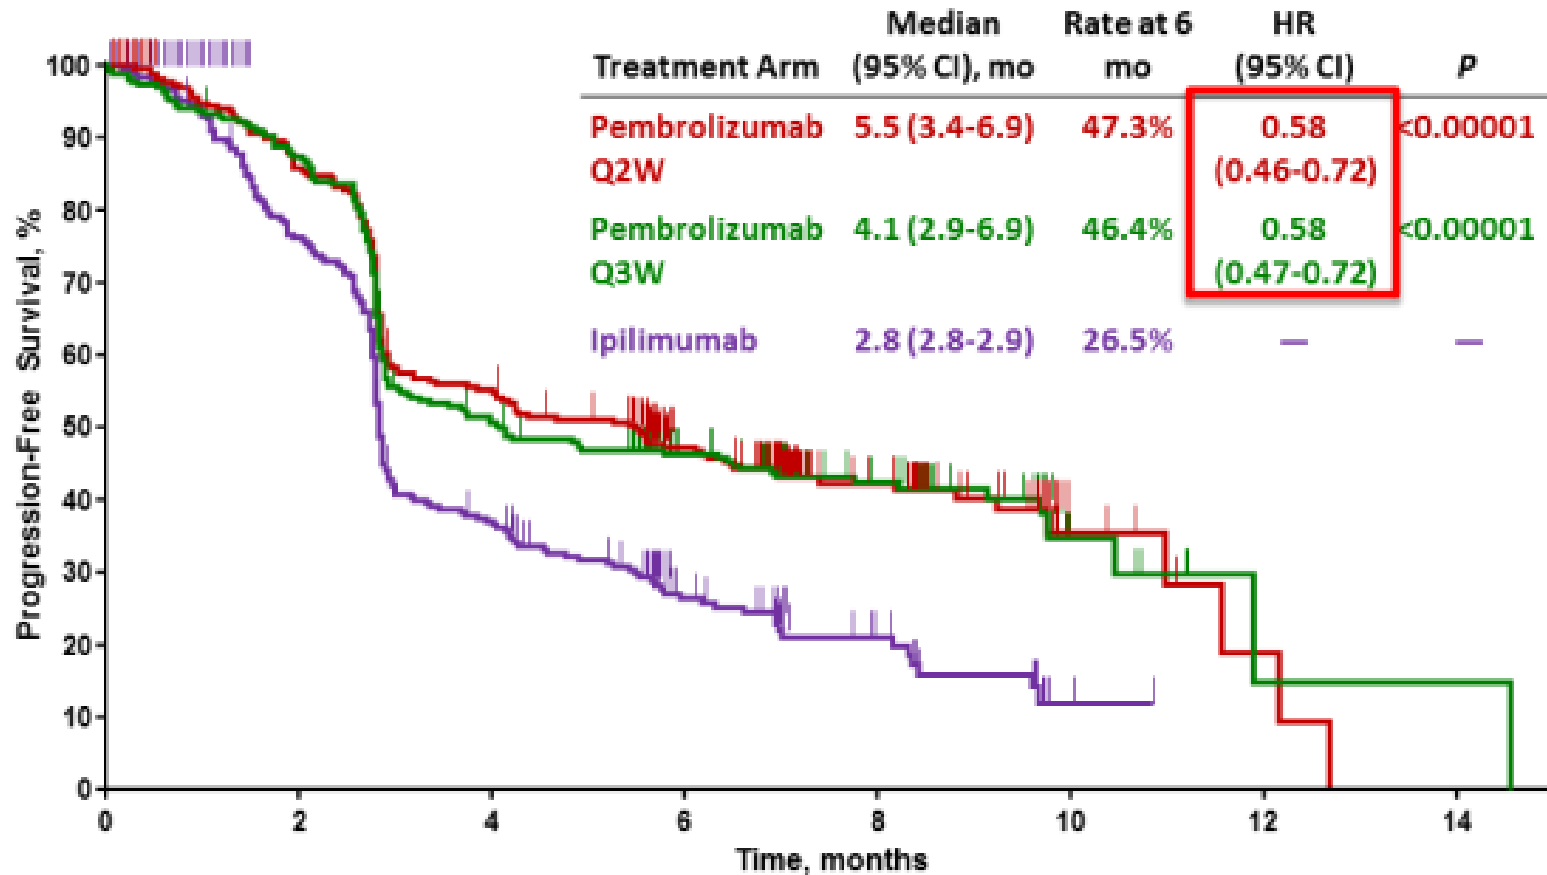 Median Rate at 6 HR
Treatment Arm (95% CI), mo mo (95% CI) P
Pembrolizumab 5.5 (3.4-6.9) 47.3% 0.58 <0.00001
Q2W (0.46-0.72)
Pembrolizumab 4.1 (2.9-6.9) 46.4% 0.58 <0.00001
Q3W (0.47-0.72)
Ipilimumab 2.8 (2.8-2.9) 26.5% — —
Progression-Free Survival, %
100
90
80
70
60
50
40
30
20
10
0
0 2 4 6 8 10 12 14
Time, months